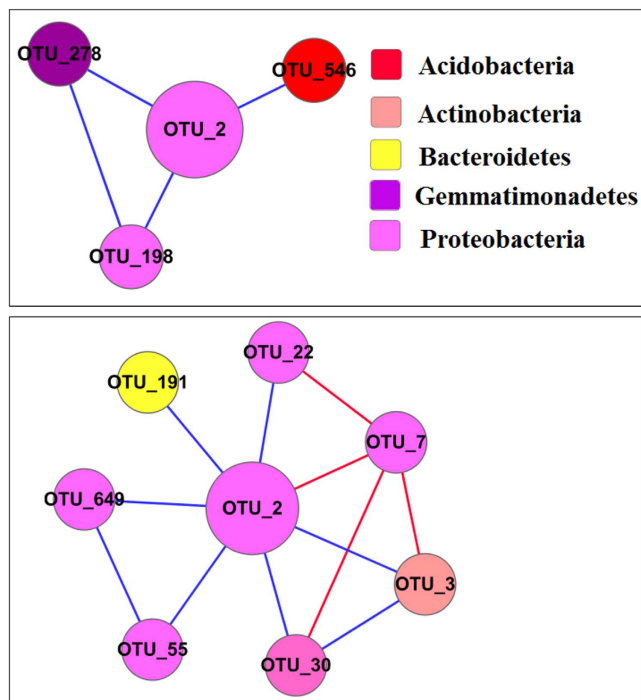 OTU_278
OTU_546
OTU_2
OTU_198
Acidobacteria
Actinobacteria
Bacteroidetes
Gemmatimonadetes
Proteobacteria
OTU_22
OTU_191
OTU_7
OTU_649
OTU_2
OTU_3
OTU_55
OTU_30